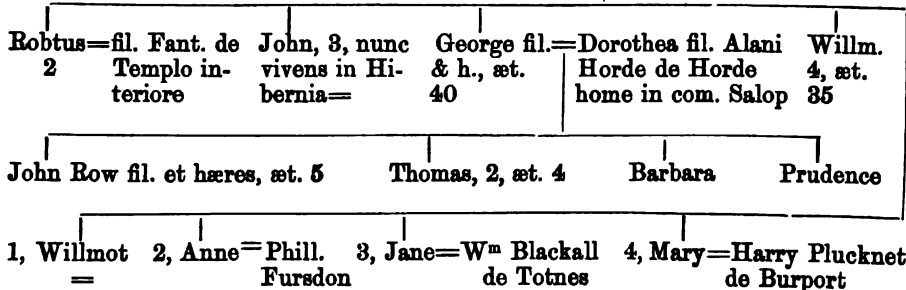 Robtus=fil. Fant. de John, 3, nunc George fil.=Dorothea fil. Alani Willm.
2 Templo in- vivens in Hi- & h., æt. Horde de Horde 4, æt.
teriore bernia= 40 home in com. Salop 35
John Row fil. et hæres, æt. 5 Thomas, 2, æt. 4 Barbara Prudence
1, Willmot 2, Anne=Phill. 3, Jane=Wᵐ Blackall 4, Mary=Harry Plucknet
= Fursdon de Totnes de Burport